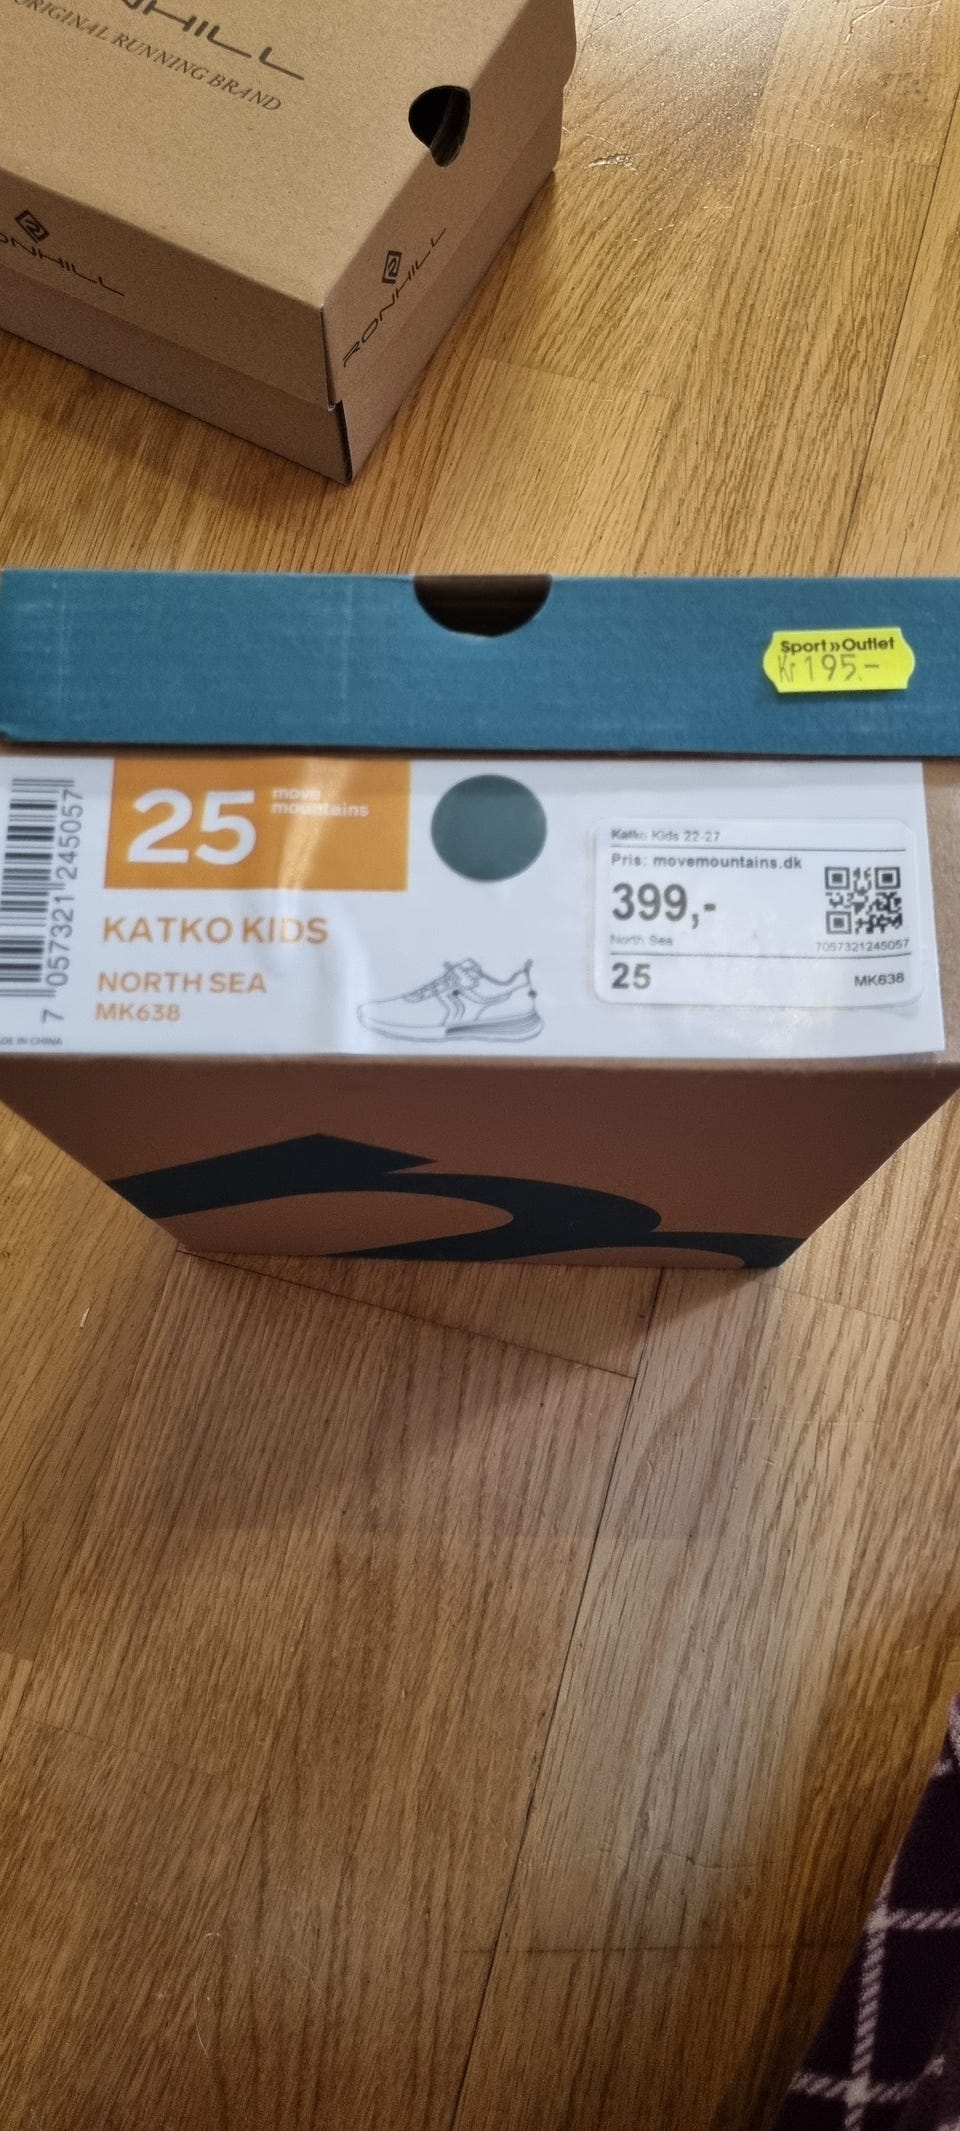 ORIGINAL RUNNING BRAND
RONHILL
Sport»Outlet
Kr 195.-
25
move
mountains
KATKO KIDS
NORTH SEA
MK638
7 057321 245057
Katko Kids 22-27
Pris: movemountains.dk
399,-
North Sea
7057321245057
25
MK638